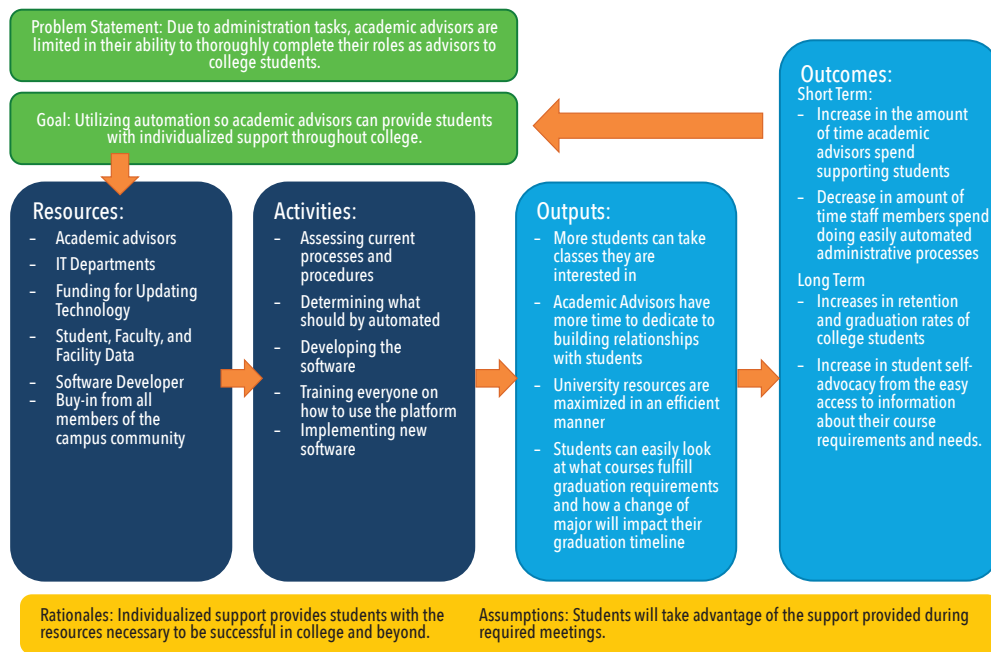 Problem Statement: Due to administration tasks, academic advisors are
limited in their ability to thoroughly complete their roles as advisors to
college students.
Goal: Utilizing automation so academic advisors can provide students
with individualized support throughout college.
Resources:
– Academic advisors
– IT Departments
– Funding for Updating
Technology
– Student, Faculty, and
Facility Data
– Software Developer
– Buy-in from all
members of the
campus community
Activities:
– Assessing current
processes and
procedures
– Determining what
should by automated
– Developing the
software
– Training everyone on
how to use the platform
– Implementing new
software
Outputs:
– More students can take
classes they are
interested in
– Academic Advisors have
more time to dedicate to
building relationships
with students
– University resources are
maximized in an efficient
manner
– Students can easily look
at what courses fulfill
graduation requirements
and how a change of
major will impact their
graduation timeline
Outcomes:
Short Term:
– Increase in the amount
of time academic
advisors spend
supporting students
– Decrease in amount of
time staff members spend
doing easily automated
administrative processes
Long Term
– Increases in retention
and graduation rates of
college students
– Increase in student self-
advocacy from the easy
access to information
about their course
requirements and needs.
Rationales: Individualized support provides students with the
resources necessary to be successful in college and beyond.
Assumptions: Students will take advantage of the support provided during
required meetings.